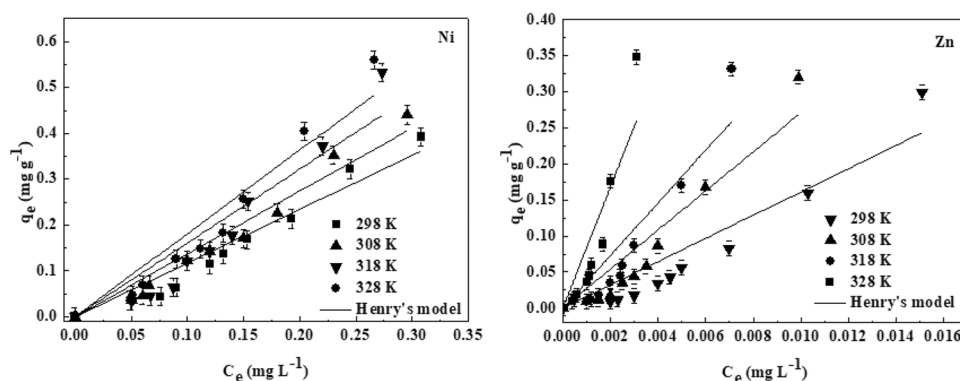 Ni
0.6
0.5
0.4
0.3
0.2
0.1
0.0
qe (mg g-1)
298 K
308 K
318 K
328 K
Henry's model
0.00 0.05 0.10 0.15 0.20 0.25 0.30 0.35
Ce (mg L-1)
Zn
0.40
0.35
0.30
0.25
0.20
0.15
0.10
0.05
0.00
qe (mg g-1)
298 K
308 K
318 K
328 K
Henry's model
0.000 0.002 0.004 0.006 0.008 0.010 0.012 0.014 0.016
Ce (mg L-1)